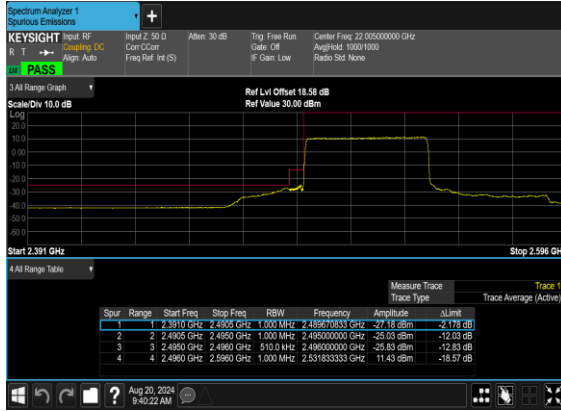 Spectrum Analyzer 1
Spurious Emissions
+
KEYSIGHT Input: RF Input Z: 50 Ω Atten: 30 dB Trig: Free Run Center Freq: 22.005000000 GHz
R T Coupling: DC Corr CCorr Gate: Off Avg|Hold: 1000/1000
Align: Auto Freq Ref: Int (S) IF Gain: Low Radio Std: None
PASS
3 All Range Graph
Ref Lvl Offset 18.58 dB
Scale/Div 10.0 dB Ref Value 30.00 dBm
Log
20.0
10.0
0.00
-10.0
-20.0
-30.0
-40.0
-50.0
-60.0
Start 2.391 GHz Stop 2.596 GH
4 All Range Table
Measure Trace Trace 1
Trace Type Trace Average (Active)
Spur Range Start Freq Stop Freq RBW Frequency Amplitude ΔLimit
1 1 2.3910 GHz 2.4905 GHz 1.000 MHz 2.489670833 GHz -27.18 dBm -2.178 dB
2 2 2.4905 GHz 2.4950 GHz 1.000 MHz 2.495000000 GHz -25.03 dBm -12.03 dB
3 3 2.4950 GHz 2.4960 GHz 510.0 kHz 2.496000000 GHz -25.83 dBm -12.83 dB
4 4 2.4960 GHz 2.5960 GHz 1.000 MHz 2.531833333 GHz 11.43 dBm -18.57 dB
? Aug 20, 2024
9:40:22 AM